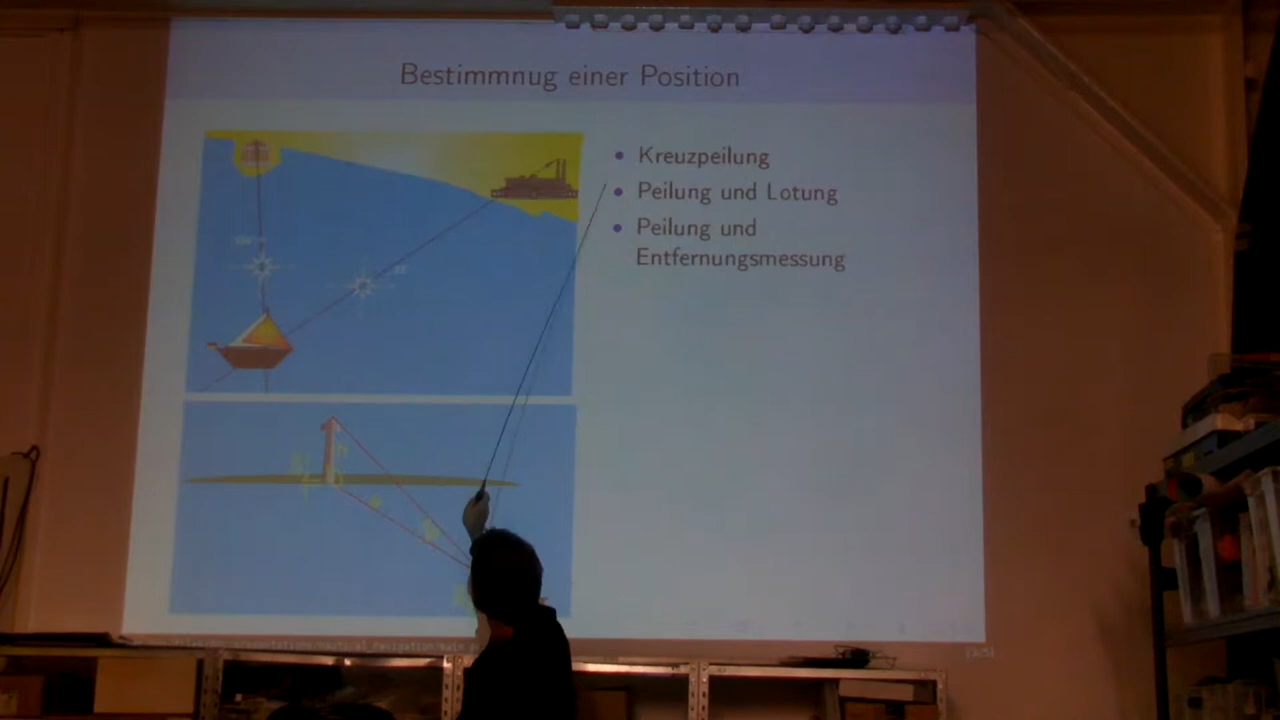 Bestimmnug einer Position
Kreuzpeilung
Peilung und Lotung
Peilung und
Entfernungsmessung